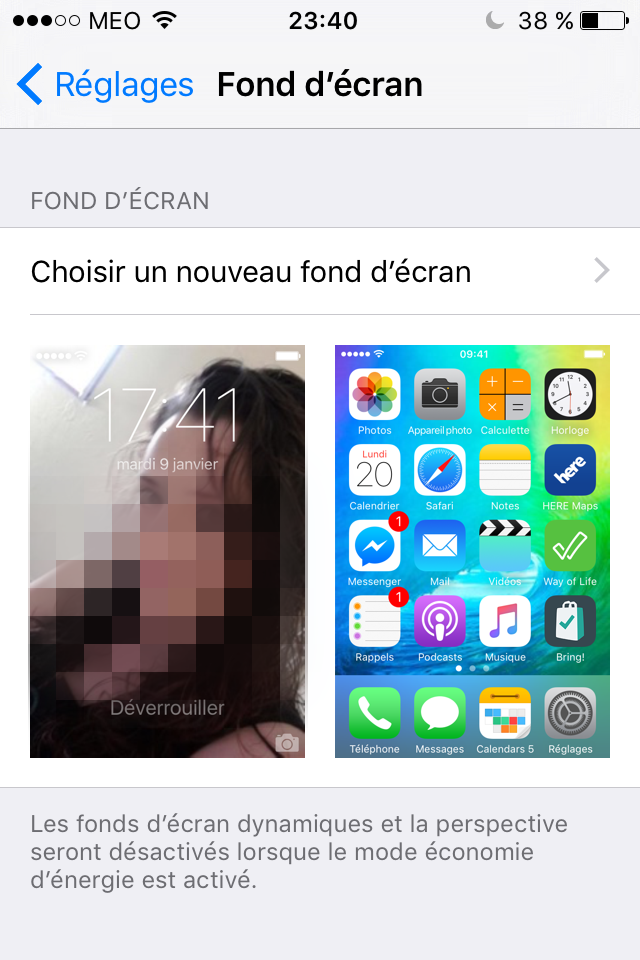 MEO 23:40 38 %
Réglages Fond d’écran
FOND D’ÉCRAN
Choisir un nouveau fond d’écran
17:41
mardi 9 janvier
Déverrouiller
09:41
Photos Appareil photo Calculette Horloge
Lundi
20
Calendrier Safari Notes HERE Maps
here
1
Messenger Mail Vidéos Way of Life
1
Rappels Podcasts Musique Bring!
Téléphone Messages Calendars 5 Réglages
Les fonds d’écran dynamiques et la perspective
seront désactivés lorsque le mode économie
d’énergie est activé.